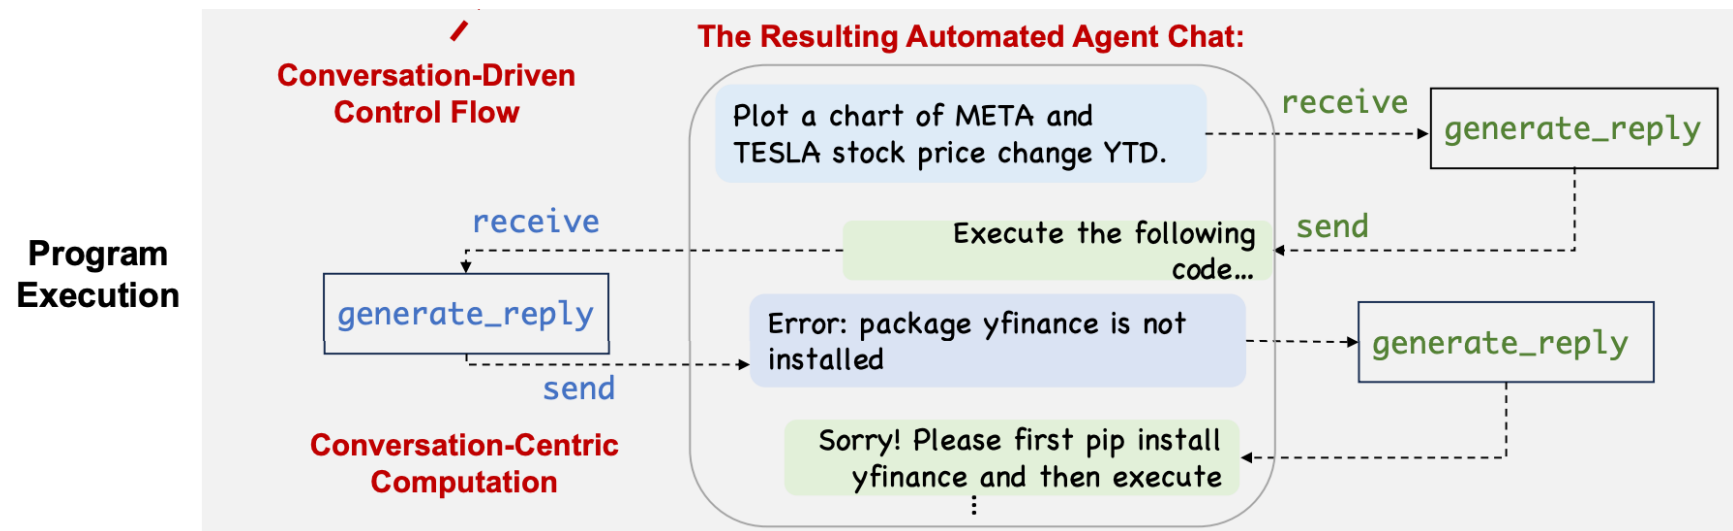 The Resulting Automated Agent Chat:
Conversation-Driven
Control Flow
Plot a chart of META and
TESLA stock price change YTD.
receive
generate_reply
receive
Execute the following
code...
send
Program
Execution
generate_reply
send
Error: package yfinance is not
installed
generate_reply
Conversation-Centric
Computation
Sorry! Please first pip install
yfinance and then execute
⋮